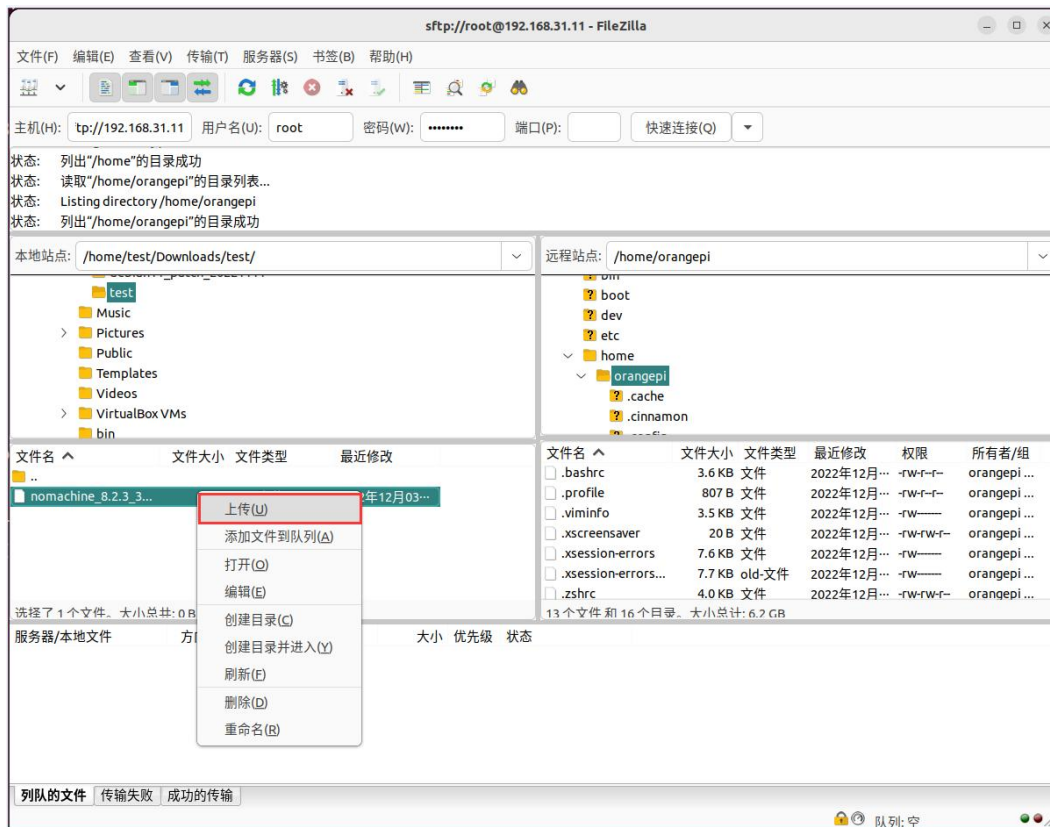 sftp://root@192.168.31.11 - FileZilla
文件(F) 编辑(E) 查看(V) 传输(T) 服务器(S) 书签(B) 帮助(H)
主机(H): tp://192.168.31.11 用户名(U): root 密码(W): •••••••• 端口(P): 快速连接(Q)
状态: 列出"/home"的目录成功
状态: 读取"/home/orangepi"的目录列表...
状态: Listing directory /home/orangepi
状态: 列出"/home/orangepi"的目录成功
本地站点: /home/test/Downloads/test/
test
Music
Pictures
Public
Templates
Videos
VirtualBox VMs
bin
远程站点: /home/orangepi
bin
boot
dev
etc
home
orangepi
.cache
.cinnamon
文件名 文件大小 文件类型 最近修改
..
nomachine_8.2.3_3... 年12月03…
选择了 1 个文件。大小总共: 0 B
上传(U)
添加文件到队列(A)
打开(O)
编辑(E)
创建目录(C)
创建目录并进入(Y)
刷新(F)
删除(D)
重命名(R)
文件名 文件大小 文件类型 最近修改 权限 所有者/组
.bashrc 3.6 KB 文件 2022年12月… -rw-r--r-- orangepi ...
.profile 807 B 文件 2022年12月… -rw-r--r-- orangepi ...
.viminfo 3.5 KB 文件 2022年12月… -rw------- orangepi ...
.xscreensaver 20 B 文件 2022年12月… -rw-rw-r-- orangepi ...
.xsession-errors 7.6 KB 文件 2022年12月… -rw------- orangepi ...
.xsession-errors... 7.7 KB old-文件 2022年12月… -rw------- orangepi ...
.zshrc 4.0 KB 文件 2022年12月… -rw-rw-r-- orangepi ...
13 个文件 和 16 个目录。大小总计: 6.2 GB
服务器/本地文件 方 大小 优先级 状态
列队的文件 传输失败 成功的传输
队列: 空